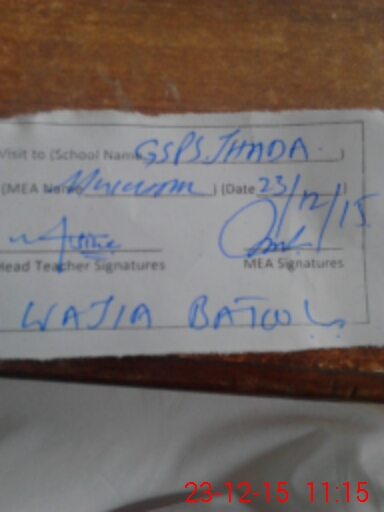 Visit to (School Name GSPS JHADA. )
(MEA Name ) (Date 23/12/15)
Head Teacher Signatures MEA Signatures
WAJIA BATOOL
23-12-15 11:15